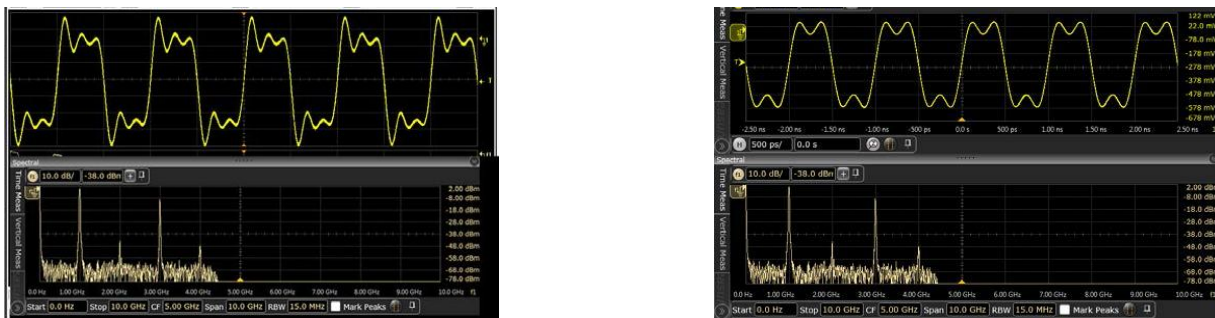 Spectral
10.0 dB/ -38.0 dBm
Time Meas
Vertical Meas
2.00 dBm
-8.00 dBm
-18.0 dBm
-28.0 dBm
-38.0 dBm
-48.0 dBm
-58.0 dBm
-68.0 dBm
-78.0 dBm
0.0 Hz 1.00 GHz 2.00 GHz 3.00 GHz 4.00 GHz 5.00 GHz 6.00 GHz 7.00 GHz 8.00 GHz 9.00 GHz 10.0 GHz f1
Start 0.0 Hz Stop 10.0 GHz CF 5.00 GHz Span 10.0 GHz RBW 15.0 MHz Mark Peaks
Time Meas
Vertical Meas
T
122 mV
22.0 mV
-78.0 mV
-178 mV
-278 mV
-378 mV
-478 mV
-578 mV
-678 mV
-2.50 ns -2.00 ns -1.50 ns -1.00 ns -500 ps 0.0 s 500 ps 1.00 ns 1.50 ns 2.00 ns 2.50 ns
H 500 ps/ 0.0 s
Spectral
10.0 dB/ -38.0 dBm
Time Meas
Vertical Meas
2.00 dBm
-8.00 dBm
-18.0 dBm
-28.0 dBm
-38.0 dBm
-48.0 dBm
-58.0 dBm
-68.0 dBm
-78.0 dBm
0.0 Hz 1.00 GHz 2.00 GHz 3.00 GHz 4.00 GHz 5.00 GHz 6.00 GHz 7.00 GHz 8.00 GHz 9.00 GHz 10.0 GHz f1
Start 0.0 Hz Stop 10.0 GHz CF 5.00 GHz Span 10.0 GHz RBW 15.0 MHz Mark Peaks